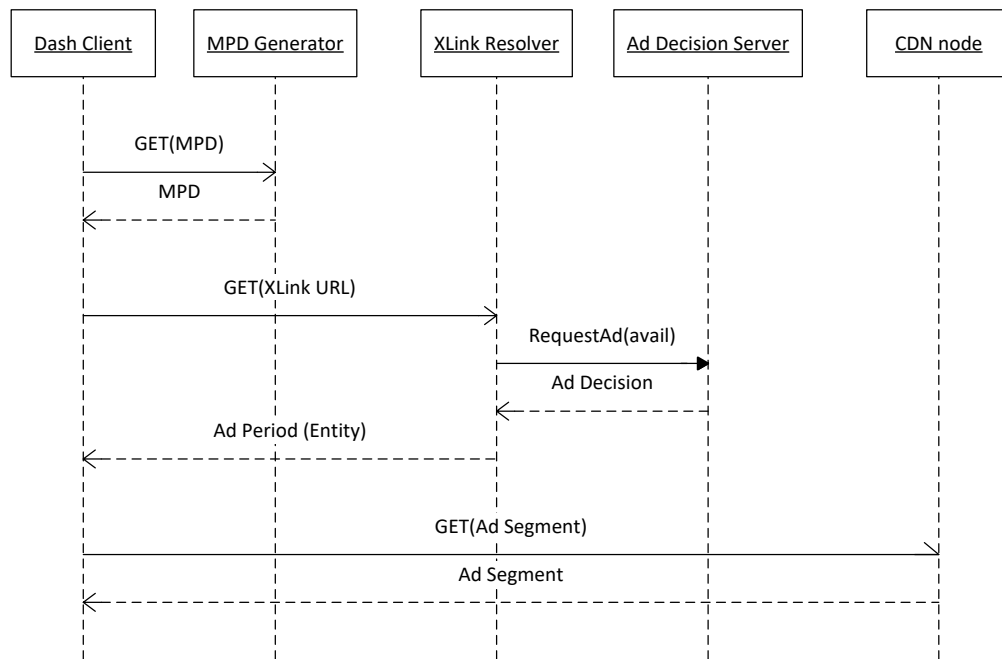 Dash Client
MPD Generator
XLink Resolver
Ad Decision Server
CDN node
GET(MPD)
MPD
GET(XLink URL)
RequestAd(avail)
Ad Decision
Ad Period (Entity)
GET(Ad Segment)
Ad Segment